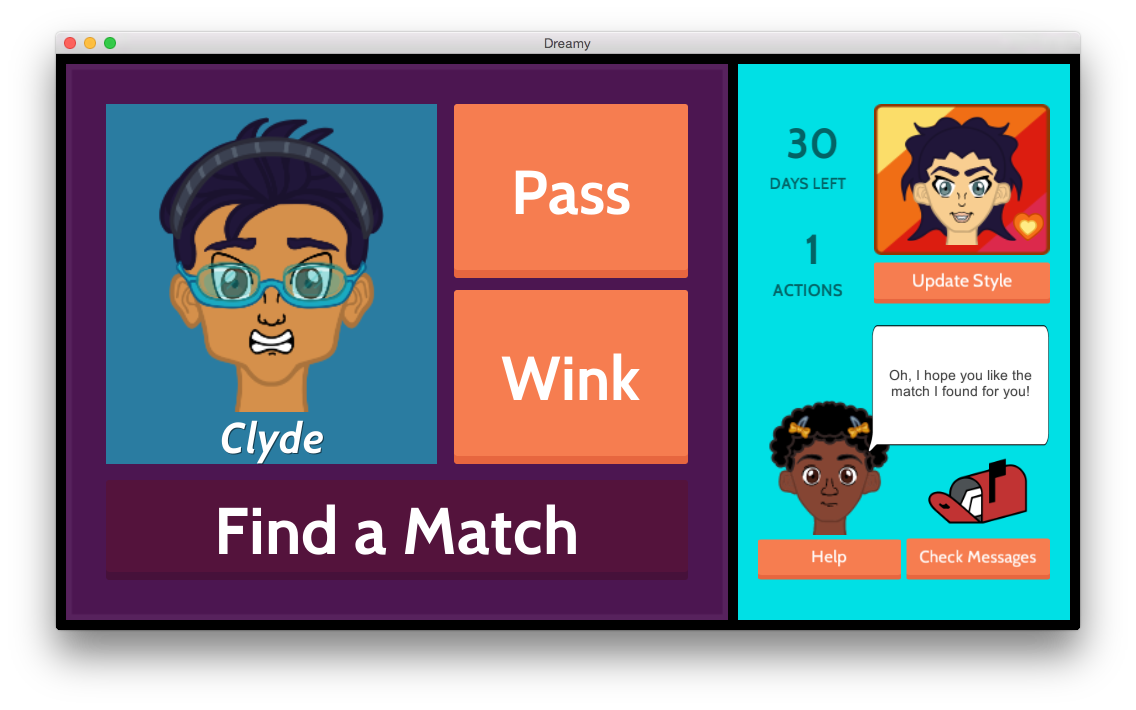 Dreamy
Clyde
Pass
Wink
Find a Match
30
DAYS LEFT
1
ACTIONS
Update Style
Oh, I hope you like the
match I found for you!
Help
Check Messages